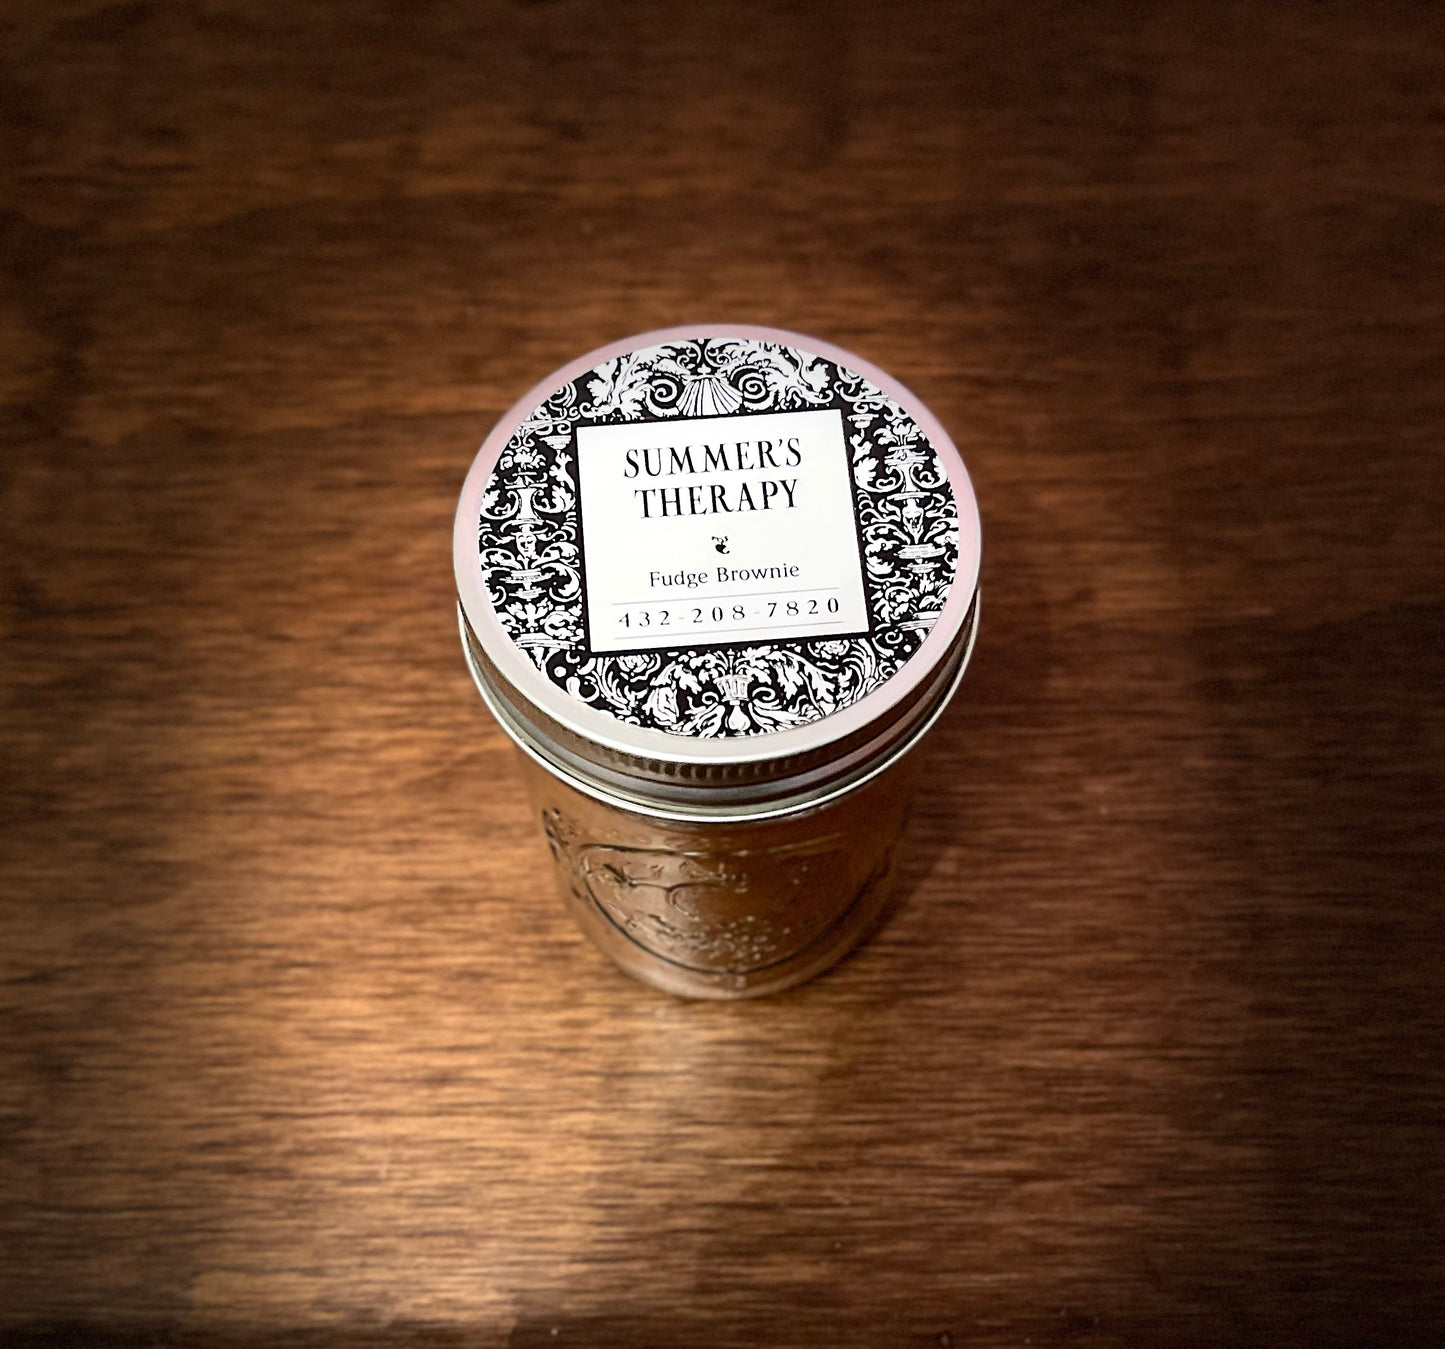 SUMMER'S
THERAPY
Fudge Brownie
432-208-7820